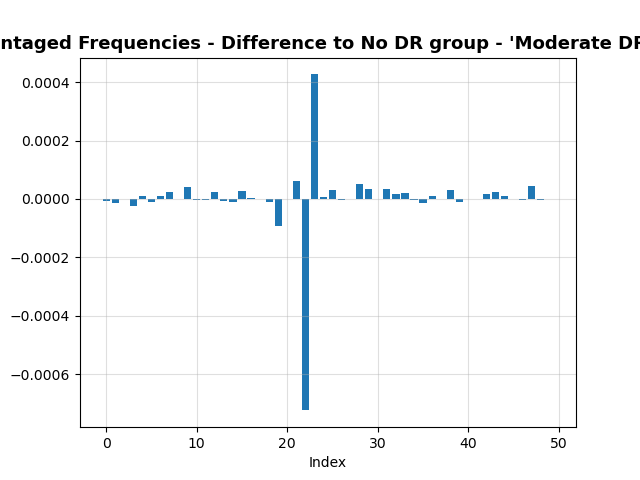 ntaged Frequencies - Difference to No DR group - 'Moderate DR
0.0004
0.0002
0.0000
−0.0002
−0.0004
−0.0006
0 10 20 30 40 50
Index